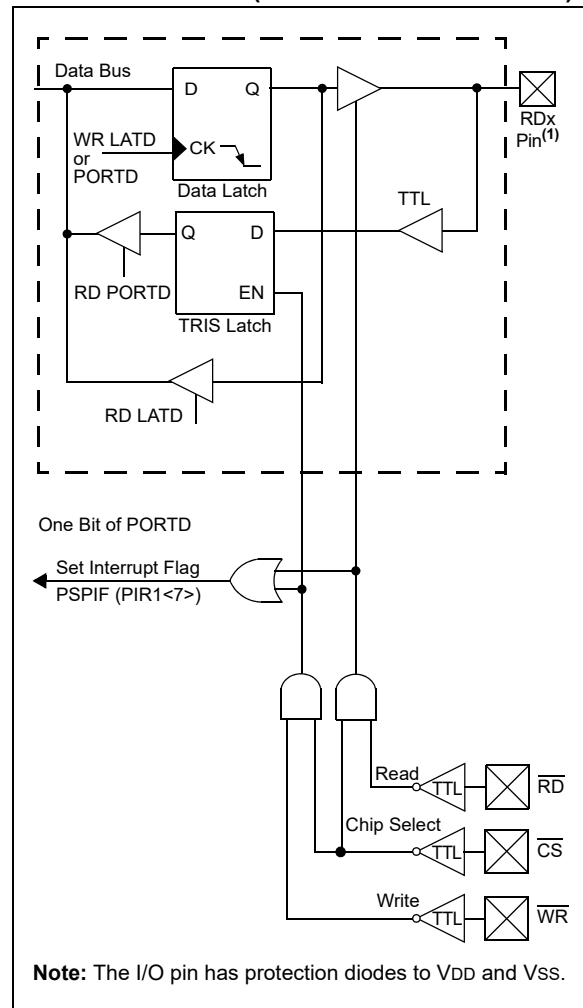 Data Bus
D Q
RDx
Pin(1)
WR LATD
or
PORTD
CK
Data Latch
TTL
Q D
RD PORTD
EN
TRIS Latch
RD LATD
One Bit of PORTD
Set Interrupt Flag
PSPIF (PIR1<7>)
Read
TTL
RD
Chip Select
TTL
CS
Write
TTL
WR
Note: The I/O pin has protection diodes to VDD and VSS.